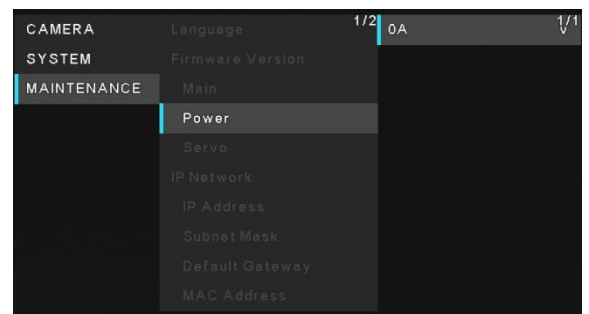 CAMERA
SYSTEM
MAINTENANCE
Language 1/2
Firmware Version
Main
Power
Servo
IP Network
IP Address
Subnet Mask
Default Gateway
MAC Address
0A 1/1
v